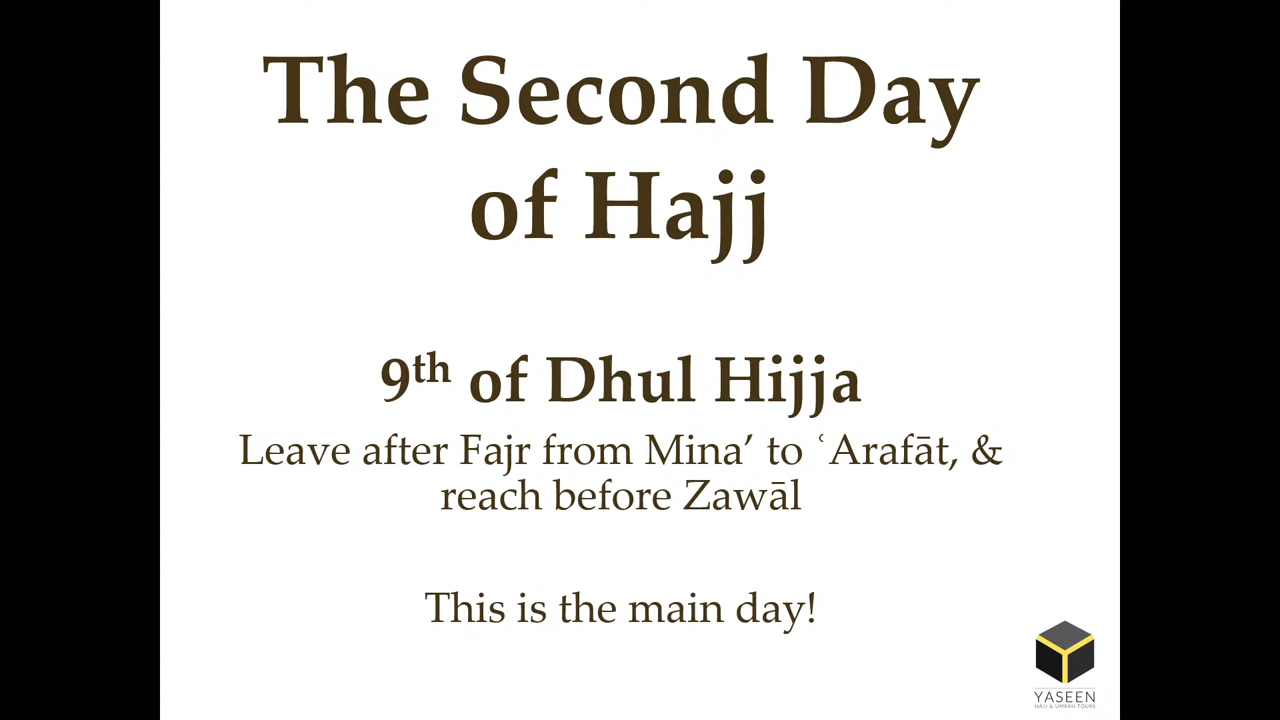 The Second Day
of Hajj
9th of Dhul Hijja
Leave after Fajr from Mina’ to ʿArafāt, &
reach before Zawāl
This is the main day!
YASEEN
HAJJ & UMRAH TOURS